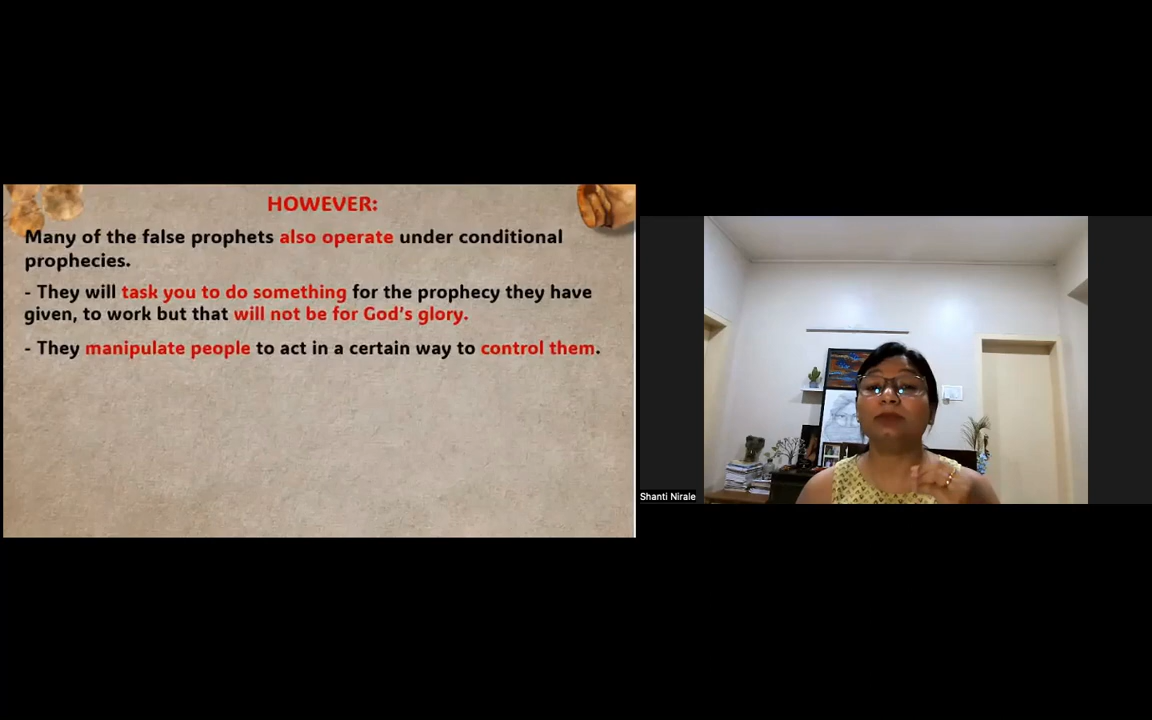 HOWEVER:
Many of the false prophets also operate under conditional
prophecies.
- They will task you to do something for the prophecy they have
given, to work but that will not be for God's glory.
- They manipulate people to act in a certain way to control them.
Shanti Nirale